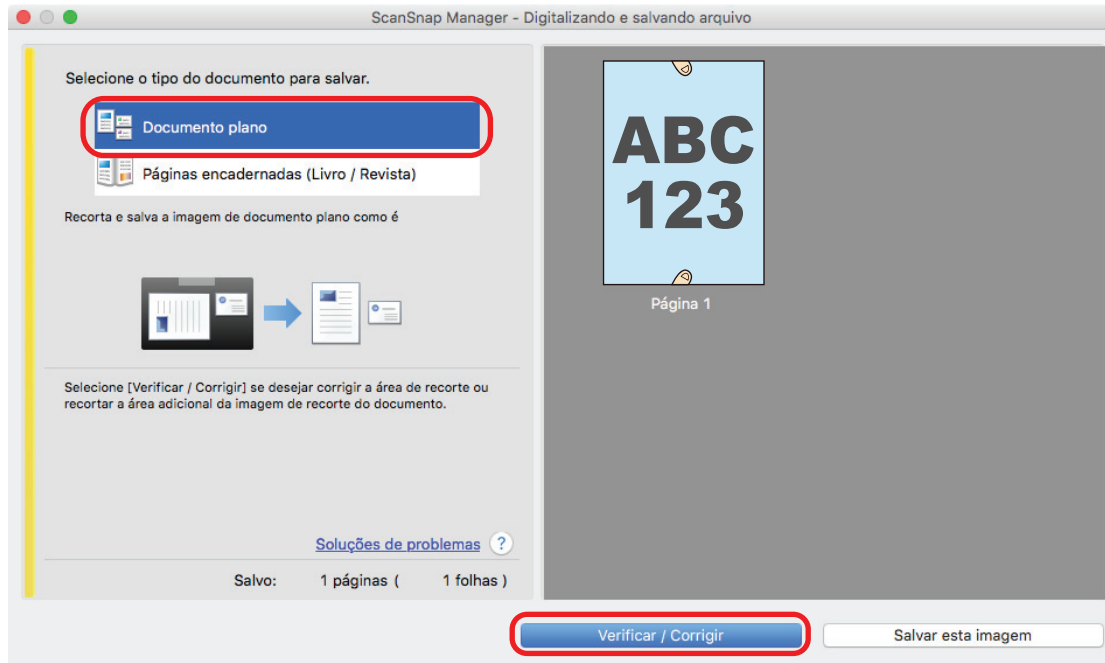 ScanSnap Manager - Digitalizando e salvando arquivo
Selecione o tipo do documento para salvar.
Documento plano
Páginas encadernadas (Livro / Revista)
Recorta e salva a imagem de documento plano como é
Selecione [Verificar / Corrigir] se desejar corrigir a área de recorte ou
recortar a área adicional da imagem de recorte do documento.
Soluções de problemas ?
Salvo: 1 páginas ( 1 folhas )
ABC
123
Página 1
Verificar / Corrigir
Salvar esta imagem